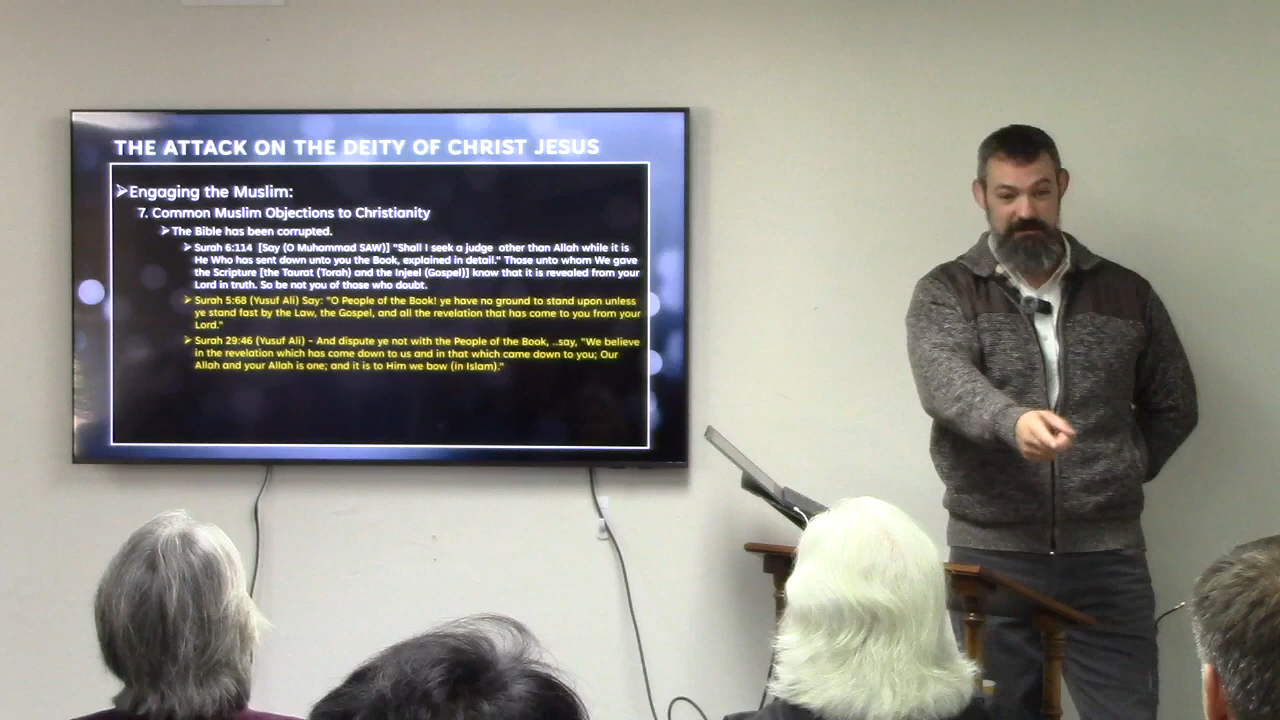 THE ATTACK ON THE DEITY OF CHRIST JESUS
➢Engaging the Muslim:
7. Common Muslim Objections to Christianity
➢The Bible has been corrupted.
➢Surah 6:114 [Say (O Muhammad SAW)] "Shall I seek a judge other than Allah while it is
He Who has sent down unto you the Book, explained in detail." Those unto whom We gave
the Scripture [the Taurat (Torah) and the Injeel (Gospel)] know that it is revealed from your
Lord in truth. So be not you of those who doubt.
➢Surah 5:68 (Yusuf Ali) Say: "O People of the Book! ye have no ground to stand upon unless
ye stand fast by the Law, the Gospel, and all the revelation that has come to you from your
Lord."
➢Surah 29:46 (Yusuf Ali) – And dispute ye not with the People of the Book, ..say, "We believe
in the revelation which has come down to us and in that which came down to you; Our
Allah and your Allah is one; and it is to Him we bow (in Islam)."